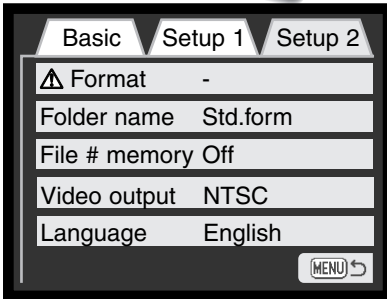 Basic Setup 1 Setup 2
Format -
Folder name Std.form
File # memory Off
Video output NTSC
Language English
MENU